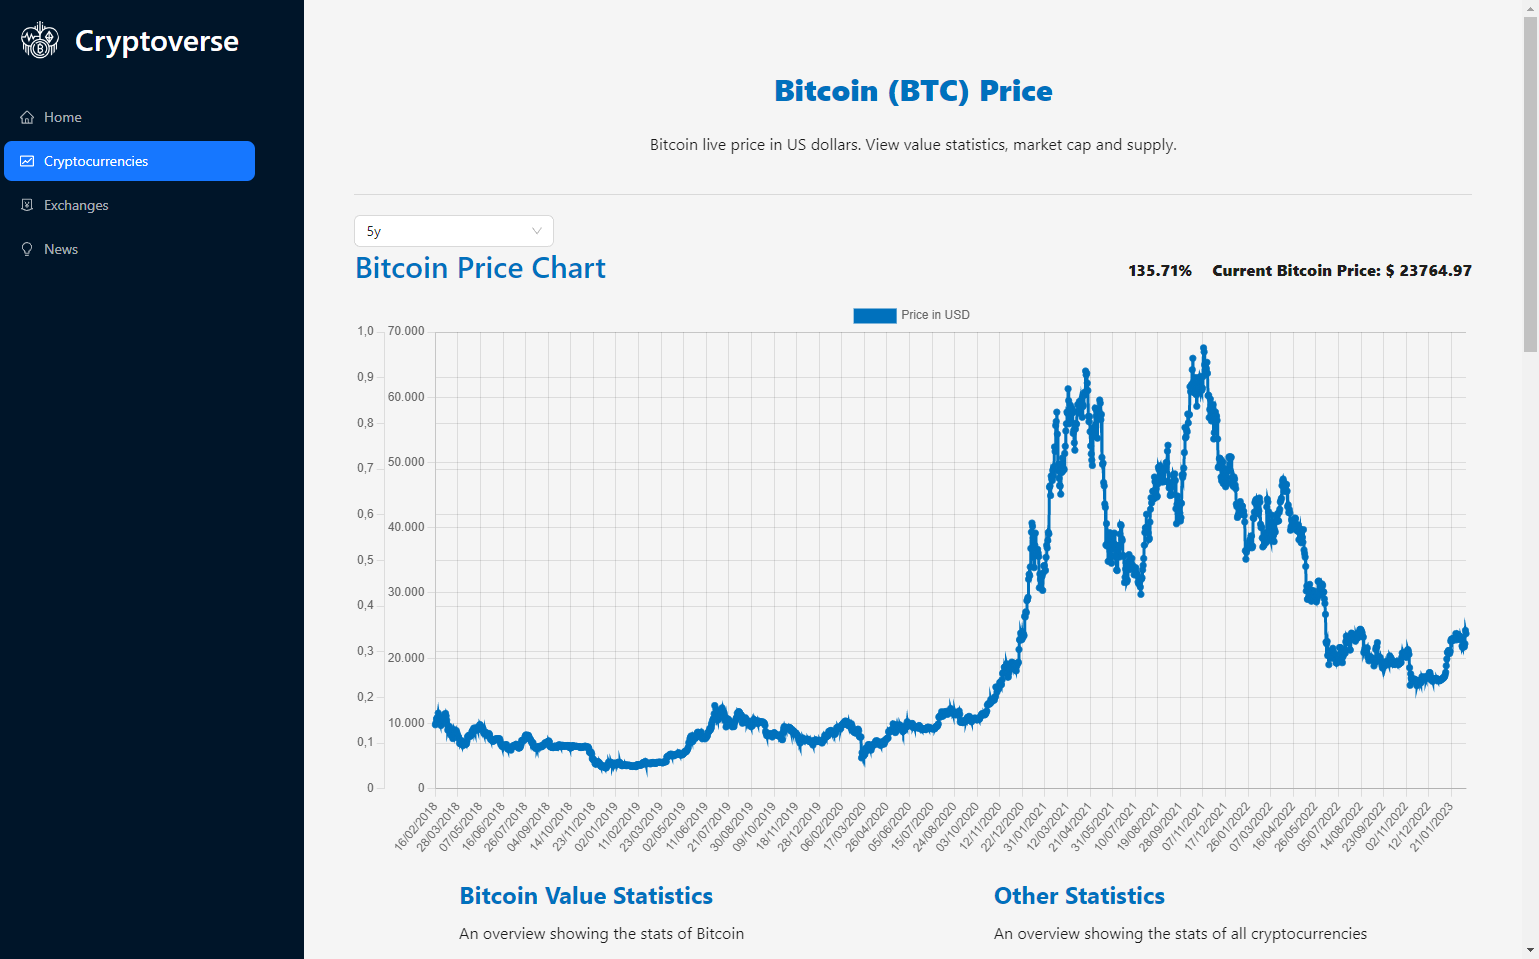 Cryptoverse
Home
Cryptocurrencies
Exchanges
News
Bitcoin (BTC) Price
Bitcoin live price in US dollars. View value statistics, market cap and supply.
5y
Bitcoin Price Chart
135.71% Current Bitcoin Price: $ 23764.97
Price in USD
1,0 70.000
0,9
60.000
0,8
0,7 50.000
0,6
40.000
0,5
30.000
0,4
0,3 20.000
0,2
10.000
0,1
0 0
16/02/2018 28/03/2018 07/05/2018 16/06/2018 26/07/2018 04/09/2018 14/10/2018 23/11/2018 02/01/2019 11/02/2019 23/03/2019 02/05/2019 11/06/2019 21/07/2019 30/08/2019 09/10/2019 18/11/2019 28/12/2019 06/02/2020 17/03/2020 26/04/2020 05/06/2020 15/07/2020 24/08/2020 03/10/2020 12/11/2020 22/12/2020 31/01/2021 12/03/2021 21/04/2021 31/05/2021 10/07/2021 19/08/2021 28/09/2021 07/11/2021 17/12/2021 26/01/2022 07/03/2022 16/04/2022 26/05/2022 05/07/2022 14/08/2022 23/09/2022 02/11/2022 12/12/2022 21/01/2023
Bitcoin Value Statistics Other Statistics
An overview showing the stats of Bitcoin An overview showing the stats of all cryptocurrencies